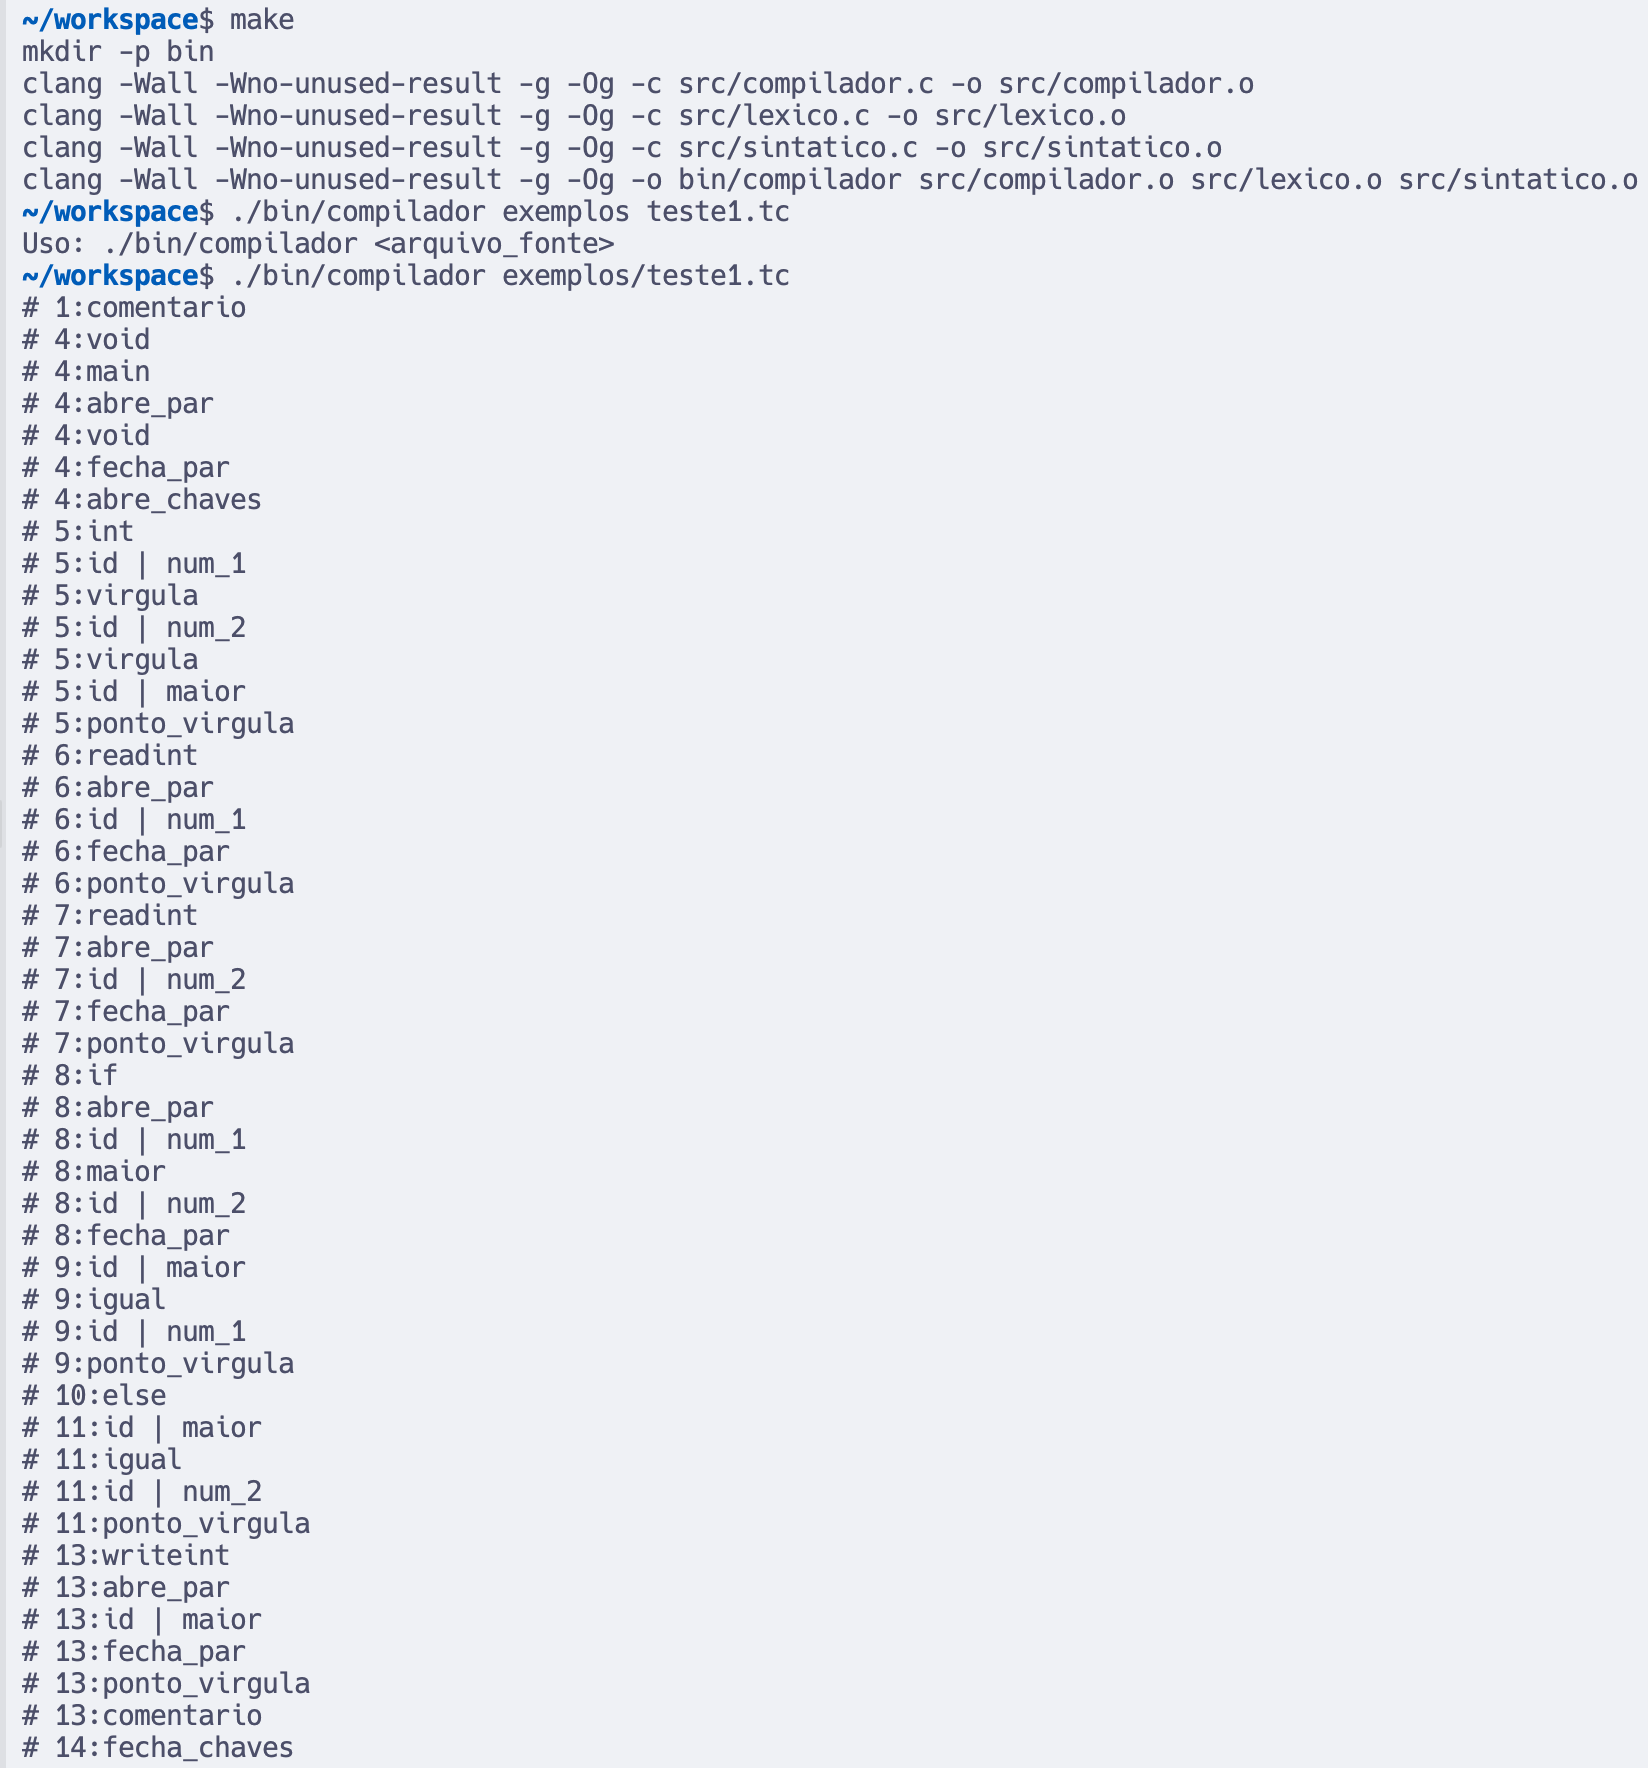 ~/workspace$ make
mkdir -p bin
clang -Wall -Wno-unused-result -g -Og -c src/compilador.c -o src/compilador.o
clang -Wall -Wno-unused-result -g -Og -c src/lexico.c -o src/lexico.o
clang -Wall -Wno-unused-result -g -Og -c src/sintatico.c -o src/sintatico.o
clang -Wall -Wno-unused-result -g -Og -o bin/compilador src/compilador.o src/lexico.o src/sintatico.o
~/workspace$ ./bin/compilador exemplos teste1.tc
Uso: ./bin/compilador <arquivo_fonte>
~/workspace$ ./bin/compilador exemplos/teste1.tc
# 1:comentario
# 4:void
# 4:main
# 4:abre_par
# 4:void
# 4:fecha_par
# 4:abre_chaves
# 5:int
# 5:id | num_1
# 5:virgula
# 5:id | num_2
# 5:virgula
# 5:id | maior
# 5:ponto_virgula
# 6:readint
# 6:abre_par
# 6:id | num_1
# 6:fecha_par
# 6:ponto_virgula
# 7:readint
# 7:abre_par
# 7:id | num_2
# 7:fecha_par
# 7:ponto_virgula
# 8:if
# 8:abre_par
# 8:id | num_1
# 8:maior
# 8:id | num_2
# 8:fecha_par
# 9:id | maior
# 9:igual
# 9:id | num_1
# 9:ponto_virgula
# 10:else
# 11:id | maior
# 11:igual
# 11:id | num_2
# 11:ponto_virgula
# 13:writeint
# 13:abre_par
# 13:id | maior
# 13:fecha_par
# 13:ponto_virgula
# 13:comentario
# 14:fecha_chaves